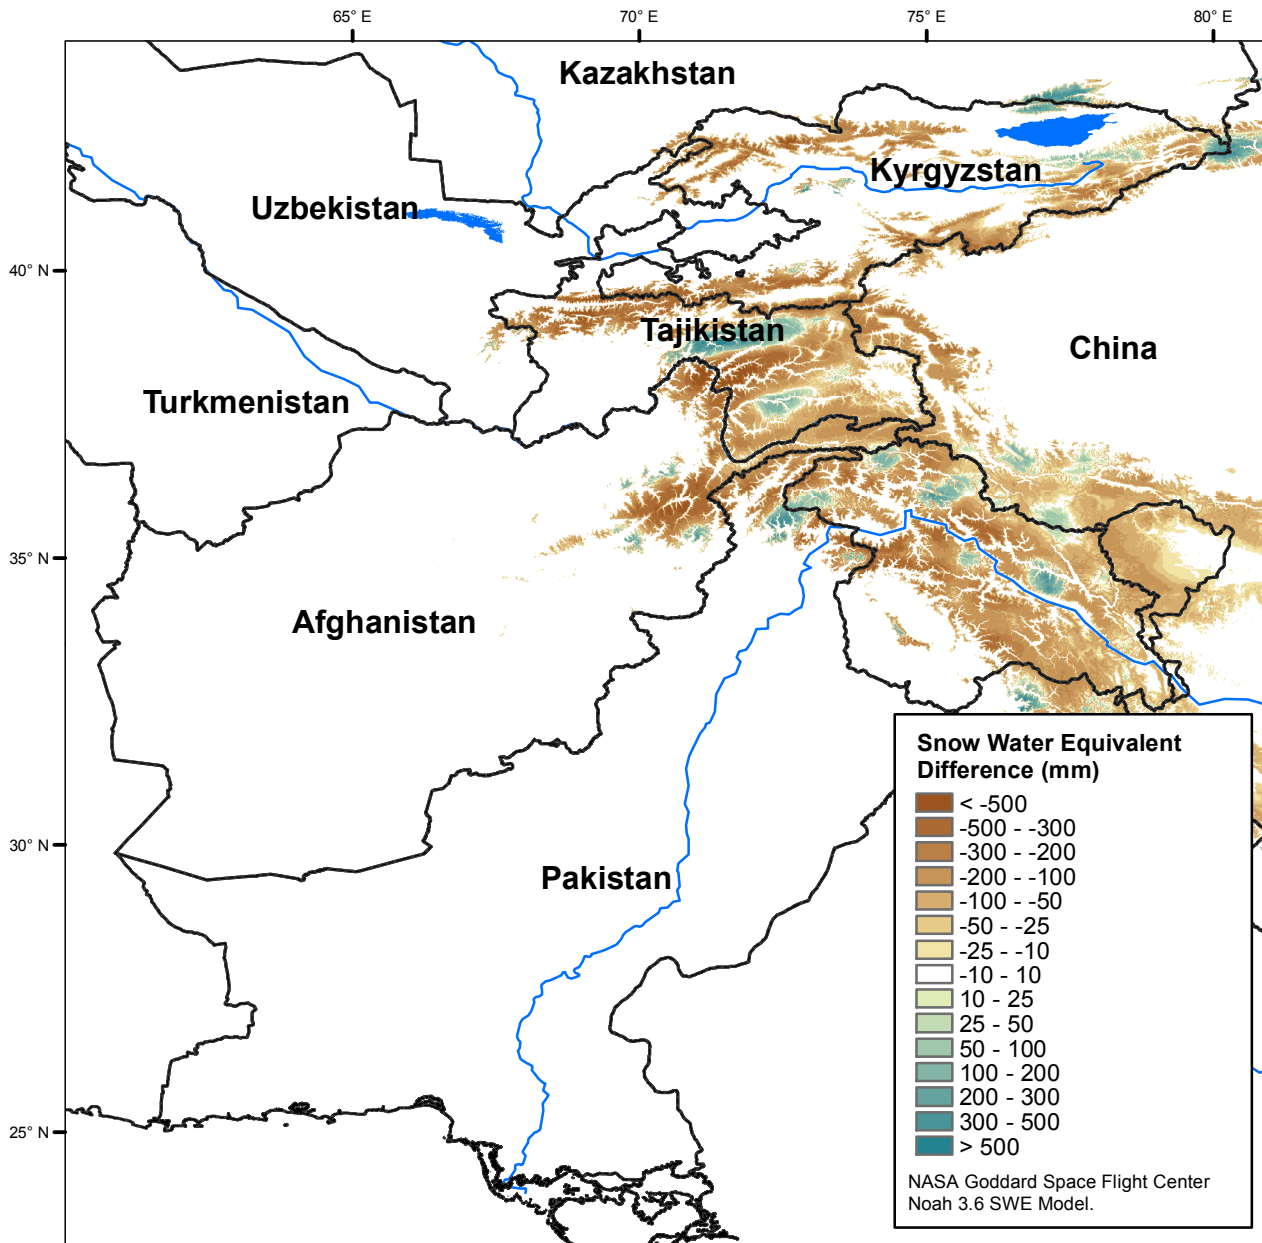 65° E
70° E
75° E
80° E
Kazakhstan
Kyrgyzstan
Uzbekistan
40° N
Tajikistan
China
Turkmenistan
35° N
Afghanistan
Snow Water Equivalent
Difference (mm)
< -500
-500 - -300
-300 - -200
-200 - -100
-100 - -50
-50 - -25
-25 - -10
-10 - 10
10 - 25
25 - 50
50 - 100
100 - 200
200 - 300
300 - 500
> 500
NASA Goddard Space Flight Center
Noah 3.6 SWE Model.
30° N
Pakistan
25° N